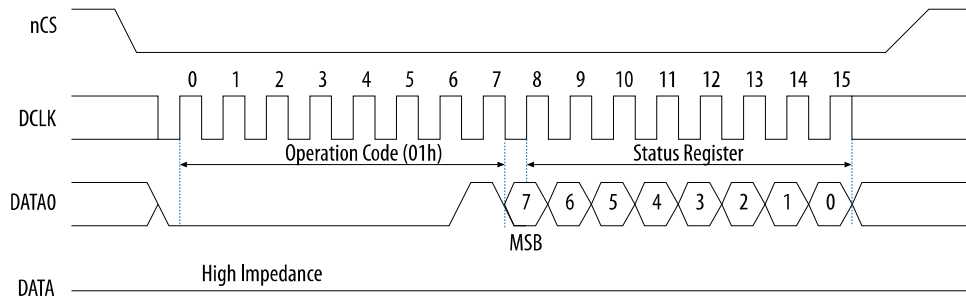 nCS
0 1 2 3 4 5 6 7 8 9 10 11 12 13 14 15
DCLK
Operation Code (01h) Status Register
DATA0 7 6 5 4 3 2 1 0
MSB
High Impedance
DATA